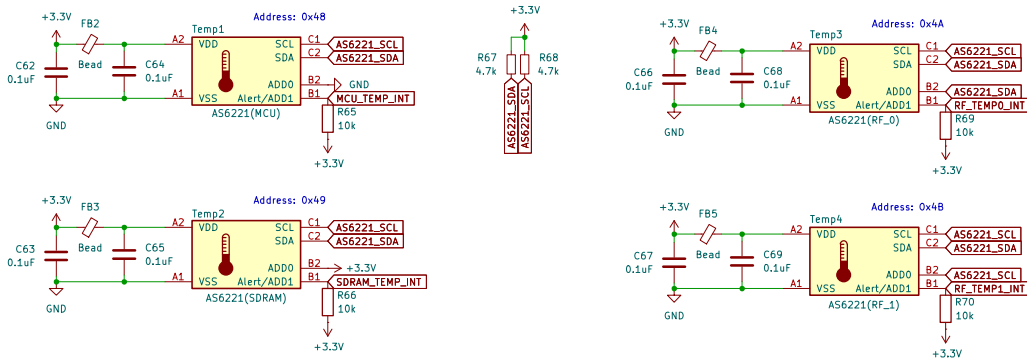 Address: 0x48
+3.3V
FB2
Bead
C62
0.1uF
C64
0.1uF
GND
Temp1
A2 VDD SCL C1 AS6221_SCL
SDA C2 AS6221_SDA
ADD0 B2 GND
A1 VSS Alert/ADD1 B1 MCU_TEMP_INT
AS6221(MCU)
R65
10k
+3.3V
+3.3V
R67
4.7k
R68
4.7k
AS6221_SDA
AS6221_SCL
Address: 0x4A
+3.3V
FB4
Bead
C66
0.1uF
C68
0.1uF
GND
Temp3
A2 VDD SCL C1 AS6221_SCL
SDA C2 AS6221_SDA
ADD0 B2 AS6221_SDA
A1 VSS Alert/ADD1 B1 RF_TEMP0_INT
AS6221(RF_0)
R69
10k
+3.3V
Address: 0x49
+3.3V
FB3
Bead
C63
0.1uF
C65
0.1uF
GND
Temp2
A2 VDD SCL C1 AS6221_SCL
SDA C2 AS6221_SDA
ADD0 B2 +3.3V
A1 VSS Alert/ADD1 B1 SDRAM_TEMP_INT
AS6221(SDRAM)
R66
10k
+3.3V
Address: 0x4B
+3.3V
FB5
Bead
C67
0.1uF
C69
0.1uF
GND
Temp4
A2 VDD SCL C1 AS6221_SCL
SDA C2 AS6221_SDA
ADD0 B2 AS6221_SCL
A1 VSS Alert/ADD1 B1 RF_TEMP1_INT
AS6221(RF_1)
R70
10k
+3.3V